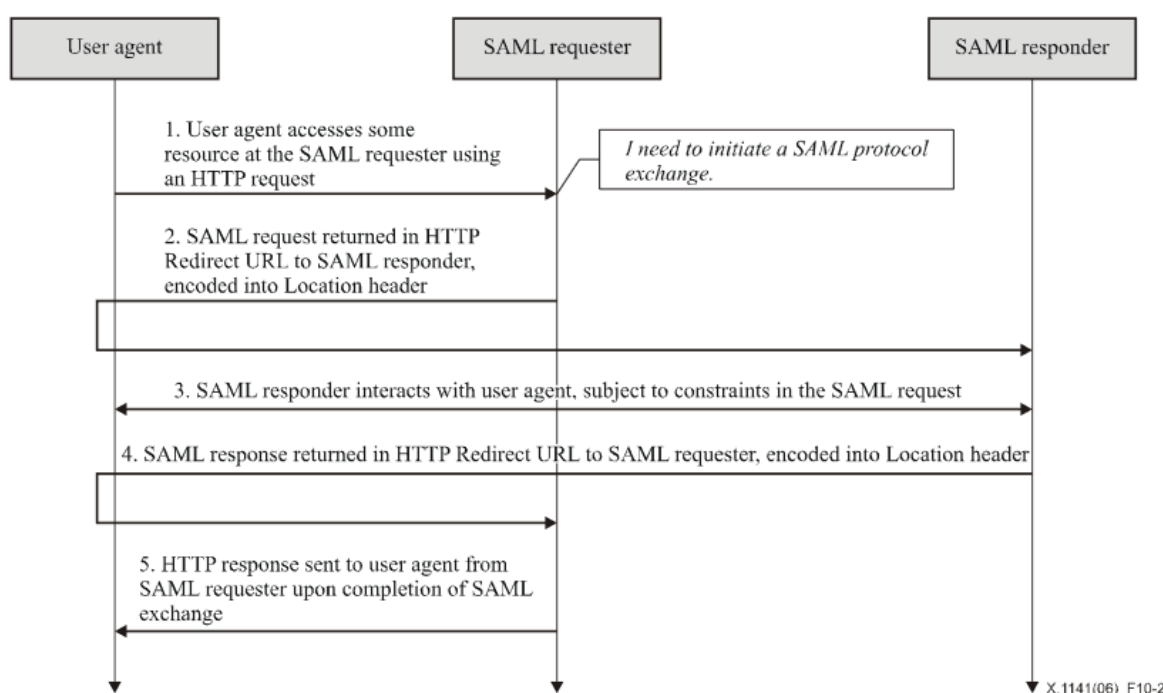 User agent
SAML requester
SAML responder
1. User agent accesses some
resource at the SAML requester using
an HTTP request
I need to initiate a SAML protocol
exchange.
2. SAML request returned in HTTP
Redirect URL to SAML responder,
encoded into Location header
3. SAML responder interacts with user agent, subject to constraints in the SAML request
4. SAML response returned in HTTP Redirect URL to SAML requester, encoded into Location header
5. HTTP response sent to user agent from
SAML requester upon completion of SAML
exchange
X.1141(06)_F10-2